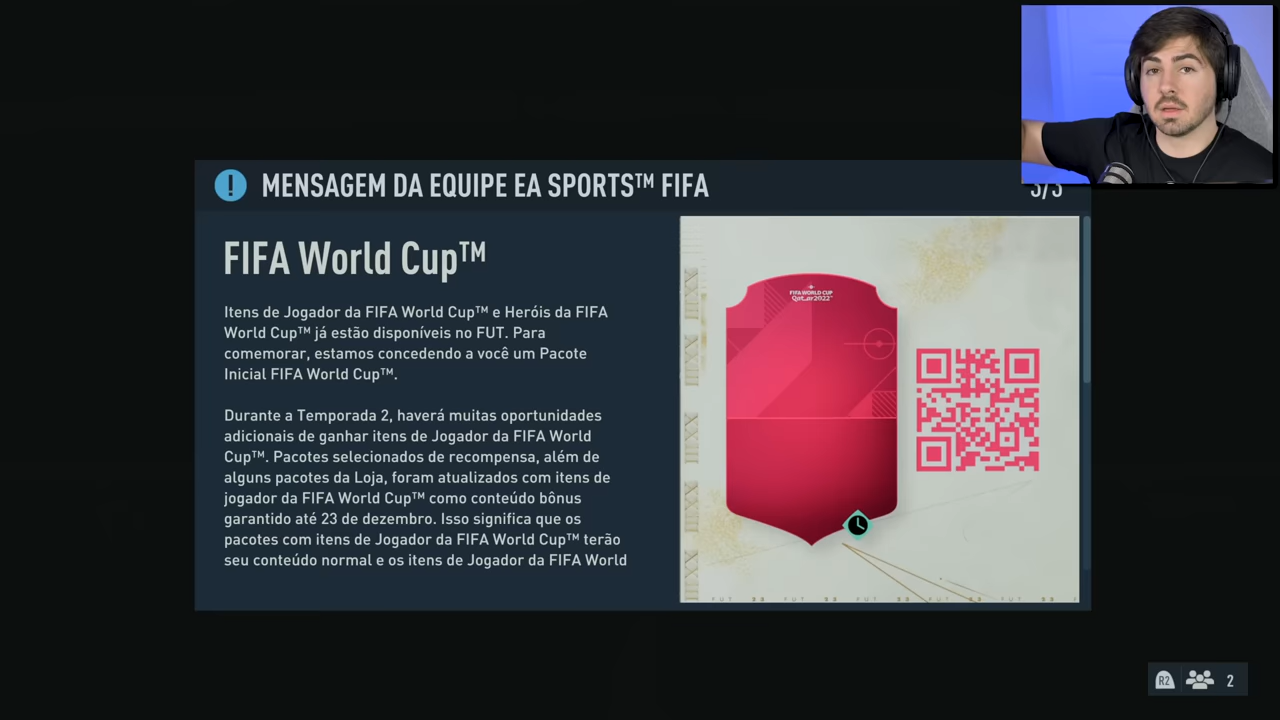 MENSAGEM DA EQUIPE EA SPORTS™ FIFA
FIFA World Cup™
Itens de Jogador da FIFA World Cup™ e Heróis da FIFA
World Cup™ já estão disponíveis no FUT. Para
comemorar, estamos concedendo a você um Pacote
Inicial FIFA World Cup™.
Durante a Temporada 2, haverá muitas oportunidades
adicionais de ganhar itens de Jogador da FIFA World
Cup™. Pacotes selecionados de recompensa, além de
alguns pacotes da Loja, foram atualizados com itens de
jogador da FIFA World Cup™ como conteúdo bônus
garantido até 23 de dezembro. Isso significa que os
pacotes com itens de Jogador da FIFA World Cup™ terão
seu conteúdo normal e os itens de Jogador da FIFA World
FIFA WORLD CUP
Qatar2022
R2
2